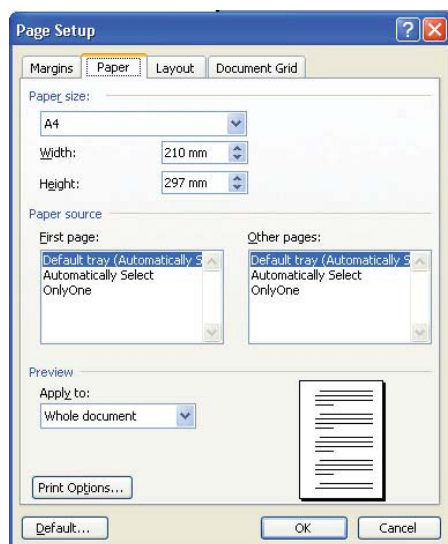 Page Setup
Margins Paper Layout Document Grid
Paper size:
A4
Width: 210 mm
Height: 297 mm
Paper source
First page: Other pages:
Default tray (Automatically S Default tray (Automatically S
Automatically Select Automatically Select
OnlyOne OnlyOne
Preview
Apply to:
Whole document
Print Options...
Default... OK Cancel